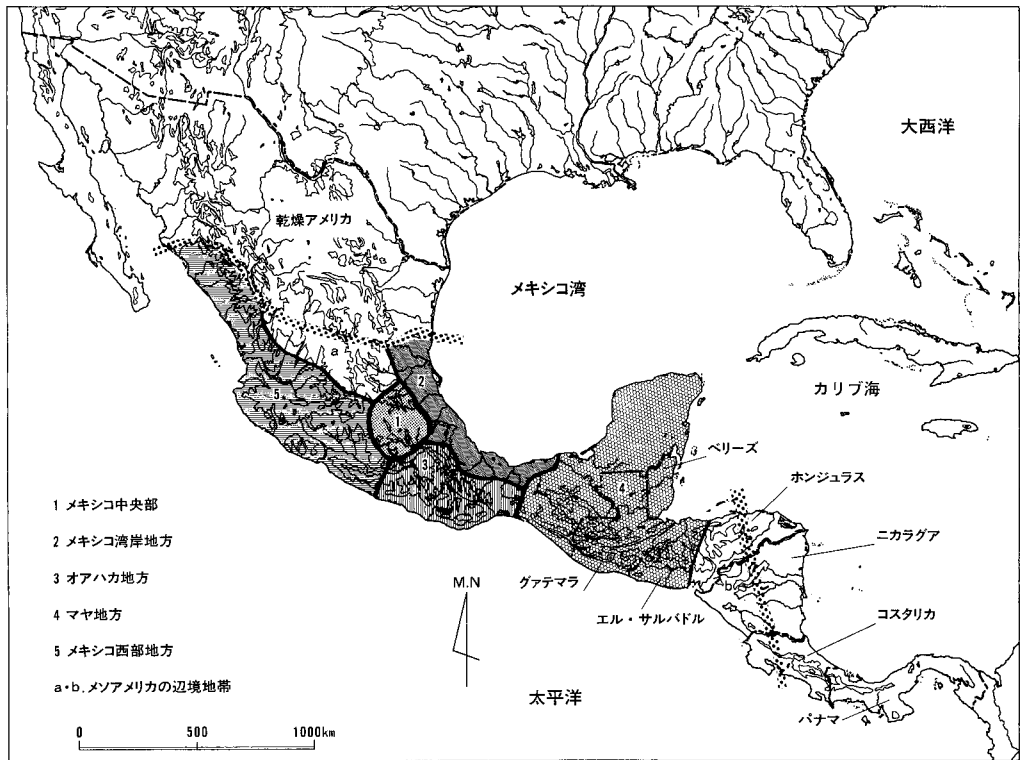 大西洋
乾燥アメリカ
メキシコ湾
a
2
カリブ海
5
1
3
ベリーズ
4
ホンジュラス
ニカラグア
b
グァテマラ
エル・サルバドル
コスタリカ
パナマ
太平洋
M.N
1 メキシコ中央部
2 メキシコ湾岸地方
3 オアハカ地方
4 マヤ地方
5 メキシコ西部地方
a・b.メソアメリカの辺境地帯
0 500 1000km